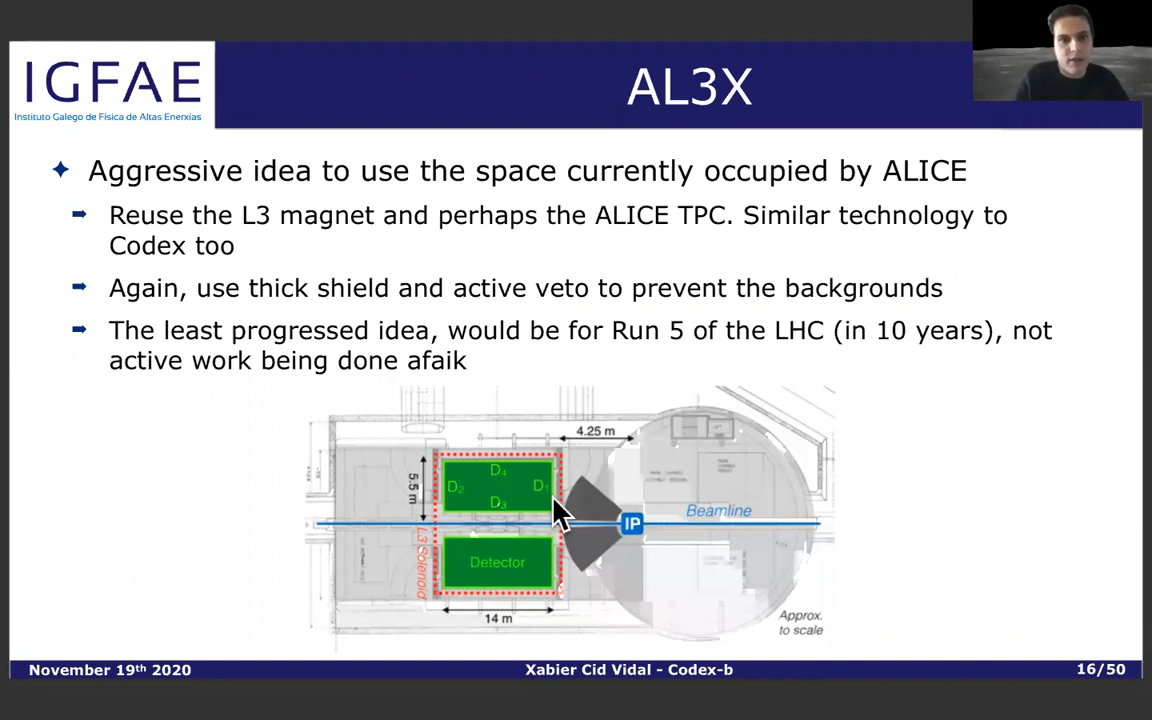 IGFAE
Instituto Galego de Física de Altas Enerxías
AL3X
Aggressive idea to use the space currently occupied by ALICE
Reuse the L3 magnet and perhaps the ALICE TPC. Similar technology to
Codex too
Again, use thick shield and active veto to prevent the backgrounds
The least progressed idea, would be for Run 5 of the LHC (in 10 years), not
active work being done afaik
4.25 m
5.5 m
D₄
D₂
D₁
D₃
IP
Beamline
L3 Solenoid
Detector
14 m
Approx.
to scale
November 19th 2020
Xabier Cid Vidal - Codex-b
16/50